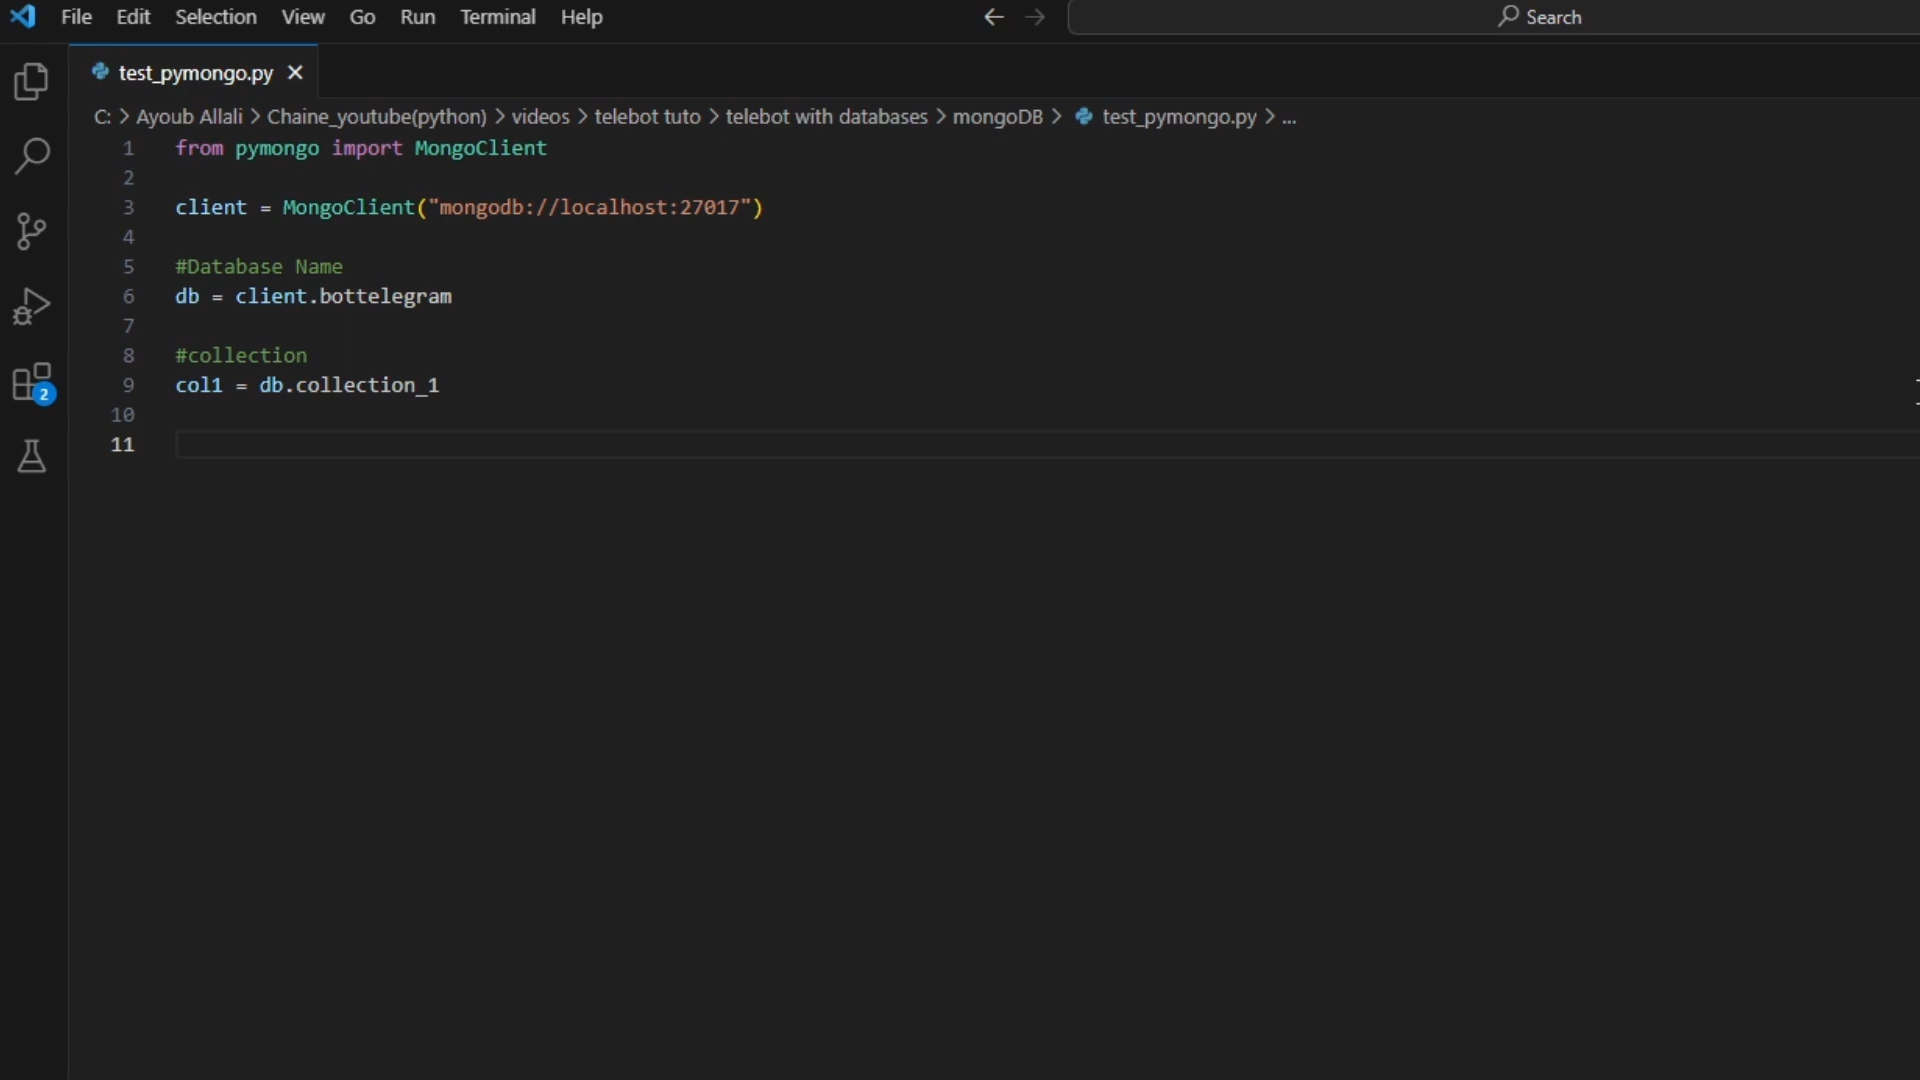 File Edit Selection View Go Run Terminal Help Search
test_pymongo.py
C: > Ayoub Allali > Chaine_youtube(python) > videos > telebot tuto > telebot with databases > mongoDB > test_pymongo.py > ...
1 from pymongo import MongoClient
2
3 client = MongoClient("mongodb://localhost:27017")
4
5 #Database Name
6 db = client.bottelegram
7
8 #collection
9 col1 = db.collection_1
10
11
2